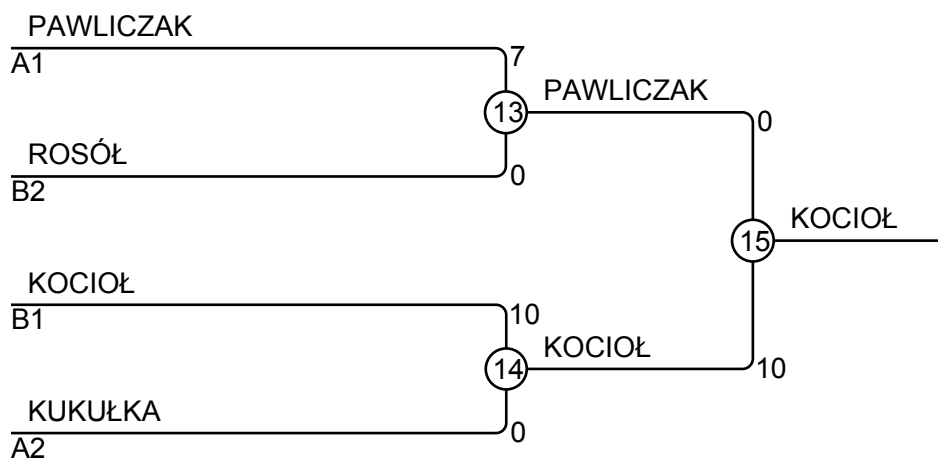 PAWLICZAK
A1
7
13
PAWLICZAK
0
ROSÓŁ
B2
0
15
KOCIOŁ
KOCIOŁ
B1
10
14
KOCIOŁ
10
KUKUŁKA
A2
0